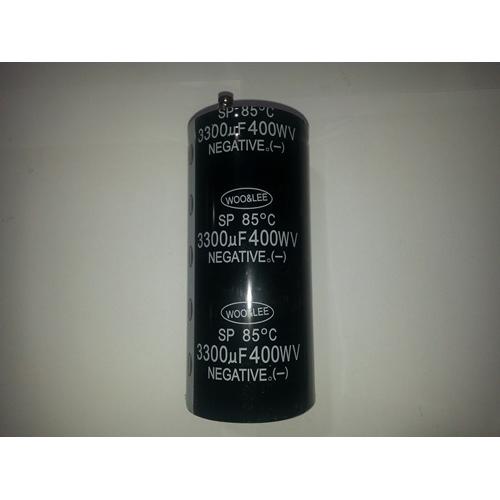 SP 85°C
3300µF400WV
NEGATIVE。(−)
WOO&LEE
SP 85°C
3300µF400WV
NEGATIVE。(−)
WOO&LEE
SP 85°C
3300µF400WV
NEGATIVE。(−)